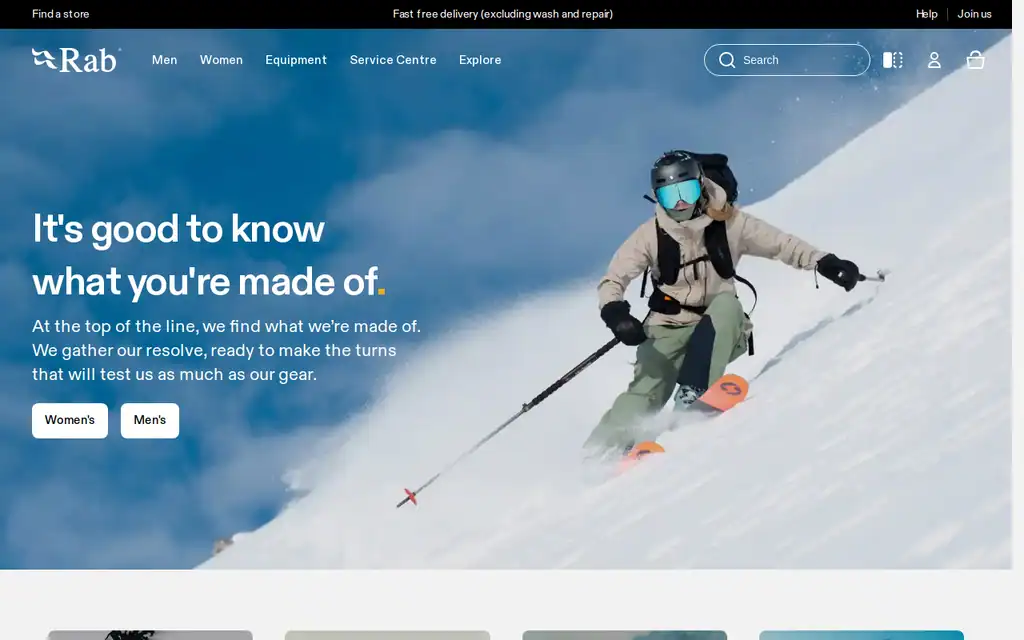 Find a store
Fast free delivery (excluding wash and repair)
Help
Join us
Rab
Men
Women
Equipment
Service Centre
Explore
Search
It's good to know
what you're made of.
At the top of the line, we find what we're made of.
We gather our resolve, ready to make the turns
that will test us as much as our gear.
Women's
Men's